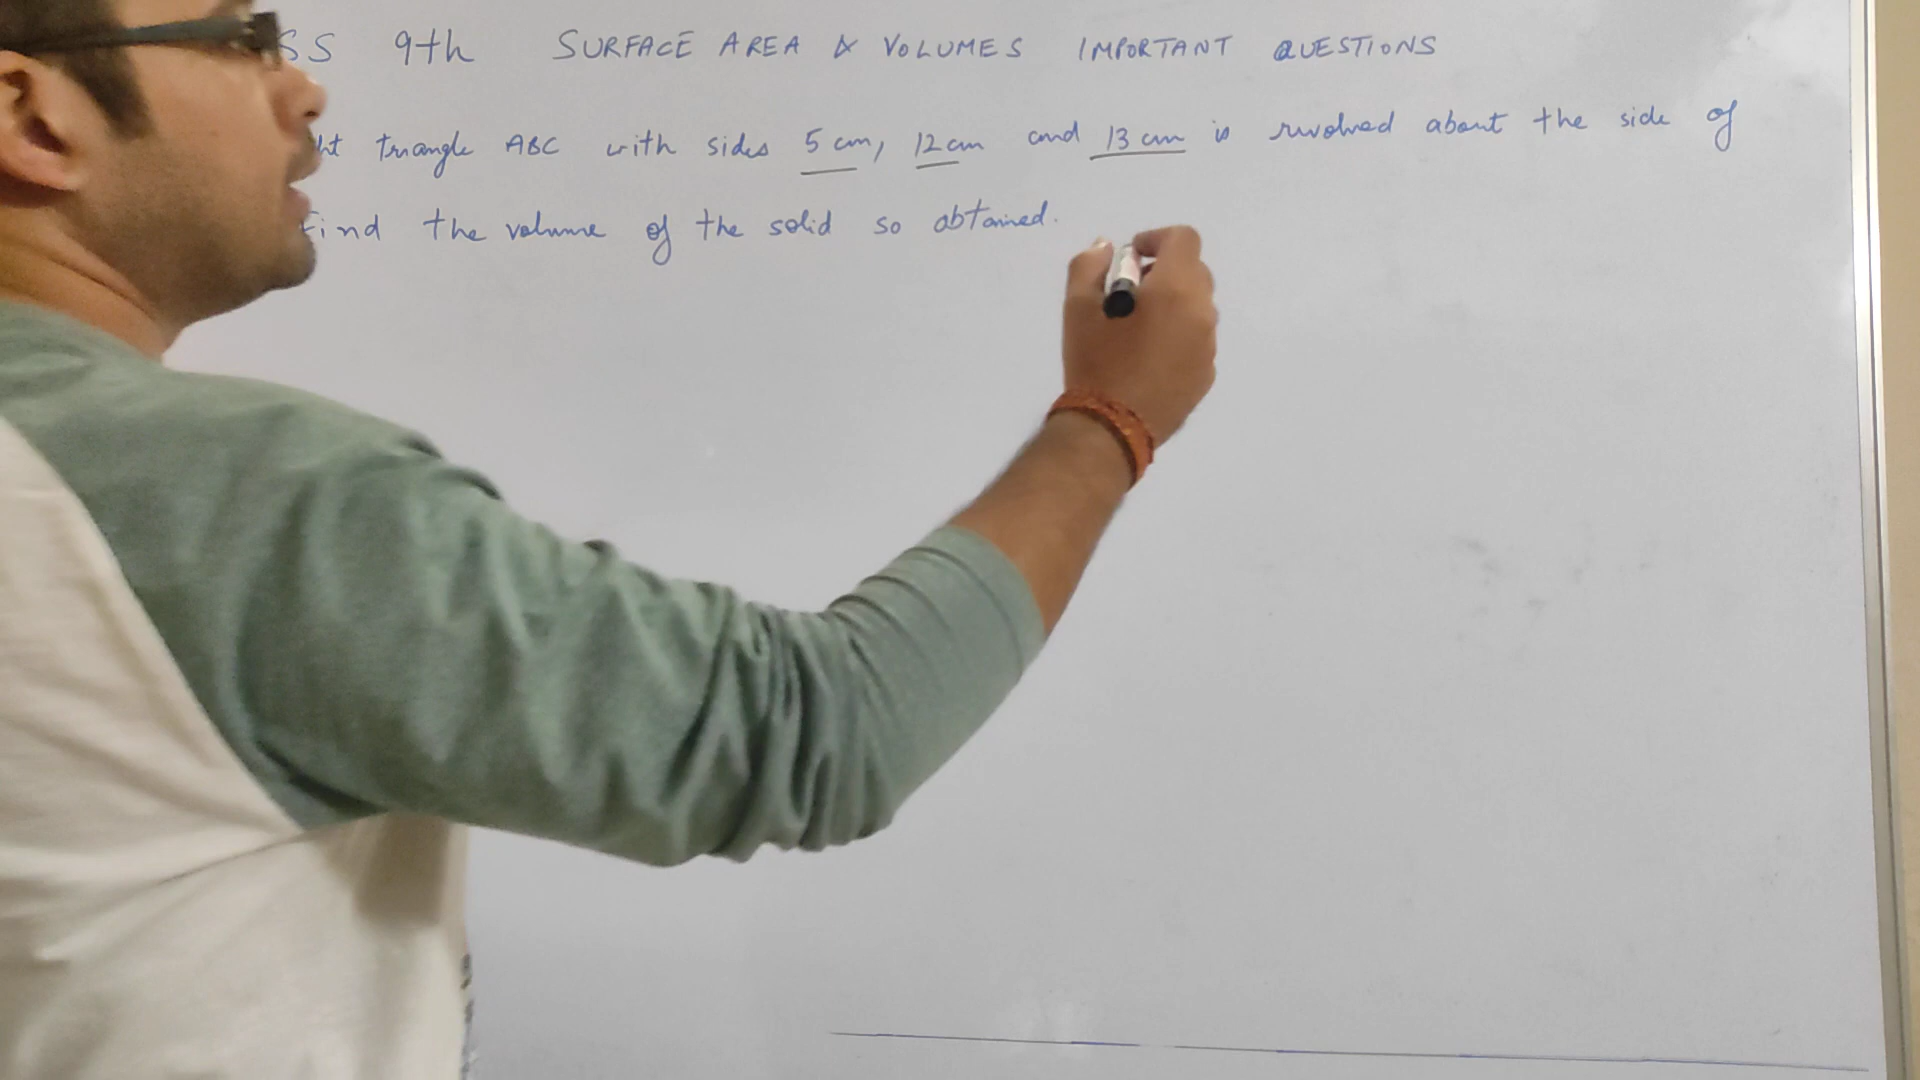 SS 9th SURFACE AREA & VOLUMES IMPORTANT QUESTIONS
ht triangle ABC with sides 5 cm, 12 cm and 13 cm is revolved about the side of
Find the volume of the solid so obtained.